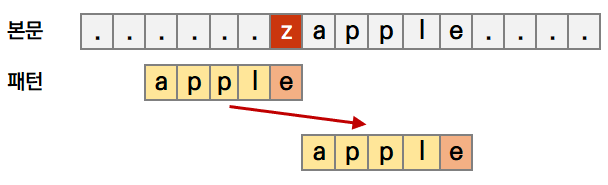 본문 . . . . . . z a p p l e . . . .
패턴 a p p l e
a p p l e